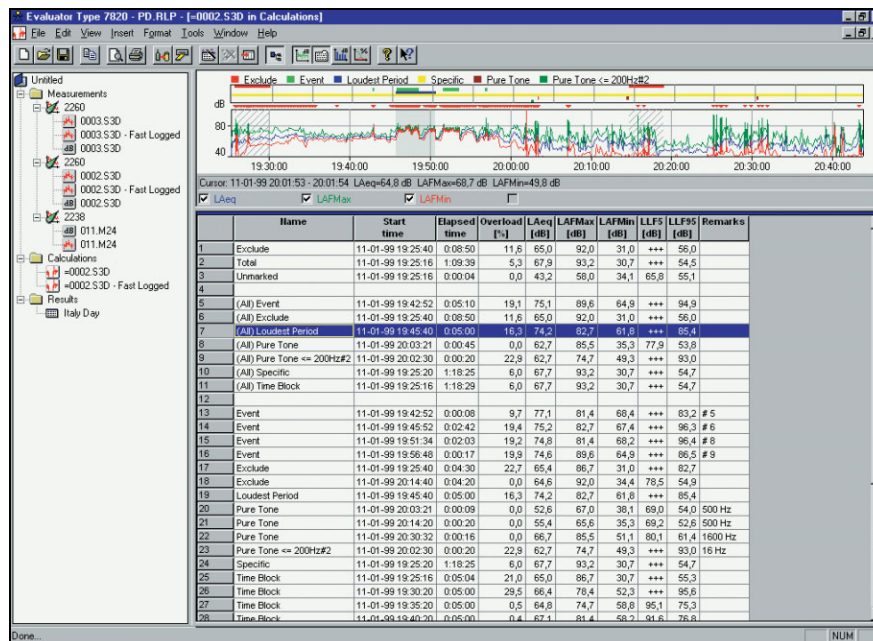 Evaluator Type 7820 - PD.RLP - [=0002.S3D in Calculations]
File Edit View Insert Format Tools Window Help
Untitled
Measurements
2260
0003.S3D
0003.S3D - Fast Logged
0003.S3D
2260
0002.S3D
0002.S3D - Fast Logged
0002.S3D
2238
011.M24
011.M24
Calculations
=0002.S3D
=0002.S3D - Fast Logged
Results
Italy Day
Exclude Event Loudest Period Specific Pure Tone Pure Tone <= 200Hz#2
dB
80
40
19:30:00 19:40:00 19:50:00 20:00:00 20:10:00 20:20:00 20:30:00 20:40:00
Cursor: 11-01-99 20:01:53 - 20:01:54 LAeq=64,8 dB LAFMax=68,7 dB LAFMin=49,8 dB
LAeq LAFMax LAFMin
Name Start time Elapsed time Overload [%] LAeq [dB] LAFMax [dB] LAFMin [dB] LLF5 [dB] LLF95 [dB] Remarks
1 Exclude 11-01-99 19:25:40 0:08:50 11,6 65,0 92,0 31,0 +++ 56,0
2 Total 11-01-99 19:25:16 1:09:39 5,3 67,9 93,2 30,7 +++ 54,5
3 Unmarked 11-01-99 19:25:16 0:00:04 0,0 43,2 58,0 34,1 65,8 55,1
4
5 (All) Event 11-01-99 19:42:52 0:05:10 19,1 75,1 89,6 64,9 +++ 94,9
6 (All) Exclude 11-01-99 19:25:40 0:08:50 11,6 65,0 92,0 31,0 +++ 56,0
7 (All) Loudest Period 11-01-99 19:45:40 0:05:00 16,3 74,2 82,7 61,8 +++ 85,4
8 (All) Pure Tone 11-01-99 20:03:21 0:00:45 0,0 62,7 85,5 35,3 77,9 53,8
9 (All) Pure Tone <= 200Hz#2 11-01-99 20:02:30 0:00:20 22,9 62,7 74,7 49,3 +++ 93,0
10 (All) Specific 11-01-99 19:25:20 1:18:25 6,0 67,7 93,2 30,7 +++ 54,7
11 (All) Time Block 11-01-99 19:25:16 1:18:29 6,0 67,7 93,2 30,7 +++ 54,7
12
13 Event 11-01-99 19:42:52 0:00:08 9,7 77,1 81,4 68,4 +++ 83,2 #5
14 Event 11-01-99 19:45:52 0:02:42 19,4 75,2 82,7 67,4 +++ 96,3 #6
15 Event 11-01-99 19:51:34 0:02:03 19,2 74,8 81,4 68,2 +++ 96,4 #8
16 Event 11-01-99 19:56:48 0:00:17 19,9 74,6 89,6 64,9 +++ 86,5 #9
17 Exclude 11-01-99 19:25:40 0:04:30 22,7 65,4 86,7 31,0 +++ 82,7
18 Exclude 11-01-99 20:14:40 0:04:20 0,0 64,6 92,0 34,4 78,5 54,9
19 Loudest Period 11-01-99 19:45:40 0:05:00 16,3 74,2 82,7 61,8 +++ 85,4
20 Pure Tone 11-01-99 20:03:21 0:00:09 0,0 52,6 67,0 38,1 69,0 54,0 500 Hz
21 Pure Tone 11-01-99 20:14:20 0:00:20 0,0 55,4 65,6 35,3 69,2 52,6 500 Hz
22 Pure Tone 11-01-99 20:30:32 0:00:16 0,0 66,7 85,5 51,1 80,1 61,4 1600 Hz
23 Pure Tone <= 200Hz#2 11-01-99 20:02:30 0:00:20 22,9 62,7 74,7 49,3 +++ 93,0 16 Hz
24 Specific 11-01-99 19:25:20 1:18:25 6,0 67,7 93,2 30,7 +++ 54,7
25 Time Block 11-01-99 19:25:16 0:05:04 21,0 65,0 86,7 30,7 +++ 55,3
26 Time Block 11-01-99 19:30:20 0:05:00 29,5 66,4 78,4 52,3 +++ 95,6
27 Time Block 11-01-99 19:35:20 0:05:00 0,5 64,8 74,7 58,8 95,1 75,3
28 Time Block 11-01-99 19:40:20 0:05:00 0,4 67,1 81,4 58,2 91,6 76,8
Done...
NUM